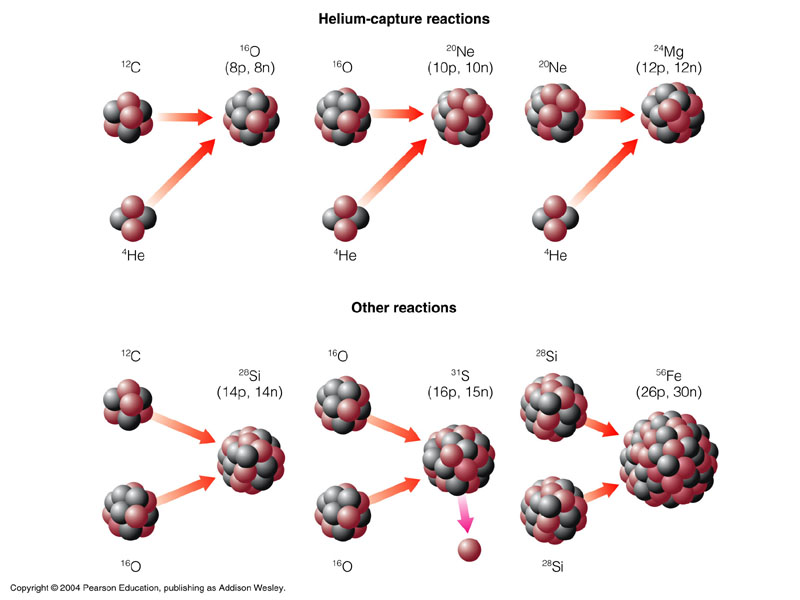 Helium-capture reactions
¹²C
¹⁶O
(8p, 8n)
¹⁶O
²⁰Ne
(10p, 10n)
²⁰Ne
²⁴Mg
(12p, 12n)
⁴He
⁴He
⁴He
Other reactions
¹²C
²⁸Si
(14p, 14n)
¹⁶O
³¹S
(16p, 15n)
²⁸Si
⁵⁶Fe
(26p, 30n)
¹⁶O
¹⁶O
²⁸Si
Copyright © 2004 Pearson Education, publishing as Addison Wesley.